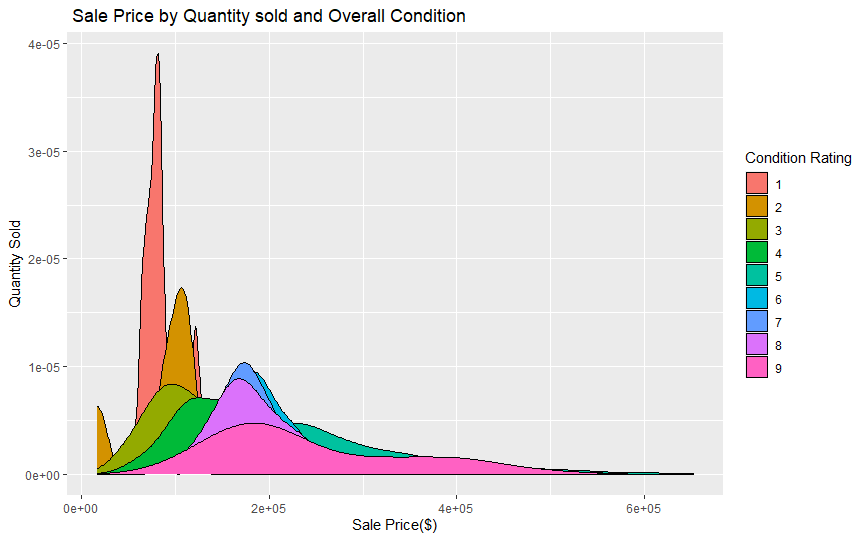 Sale Price by Quantity sold and Overall Condition
4e-05
3e-05
2e-05
1e-05
0e+00
Quantity Sold
0e+00 2e+05 4e+05 6e+05
Sale Price($)
Condition Rating
1
2
3
4
5
6
7
8
9